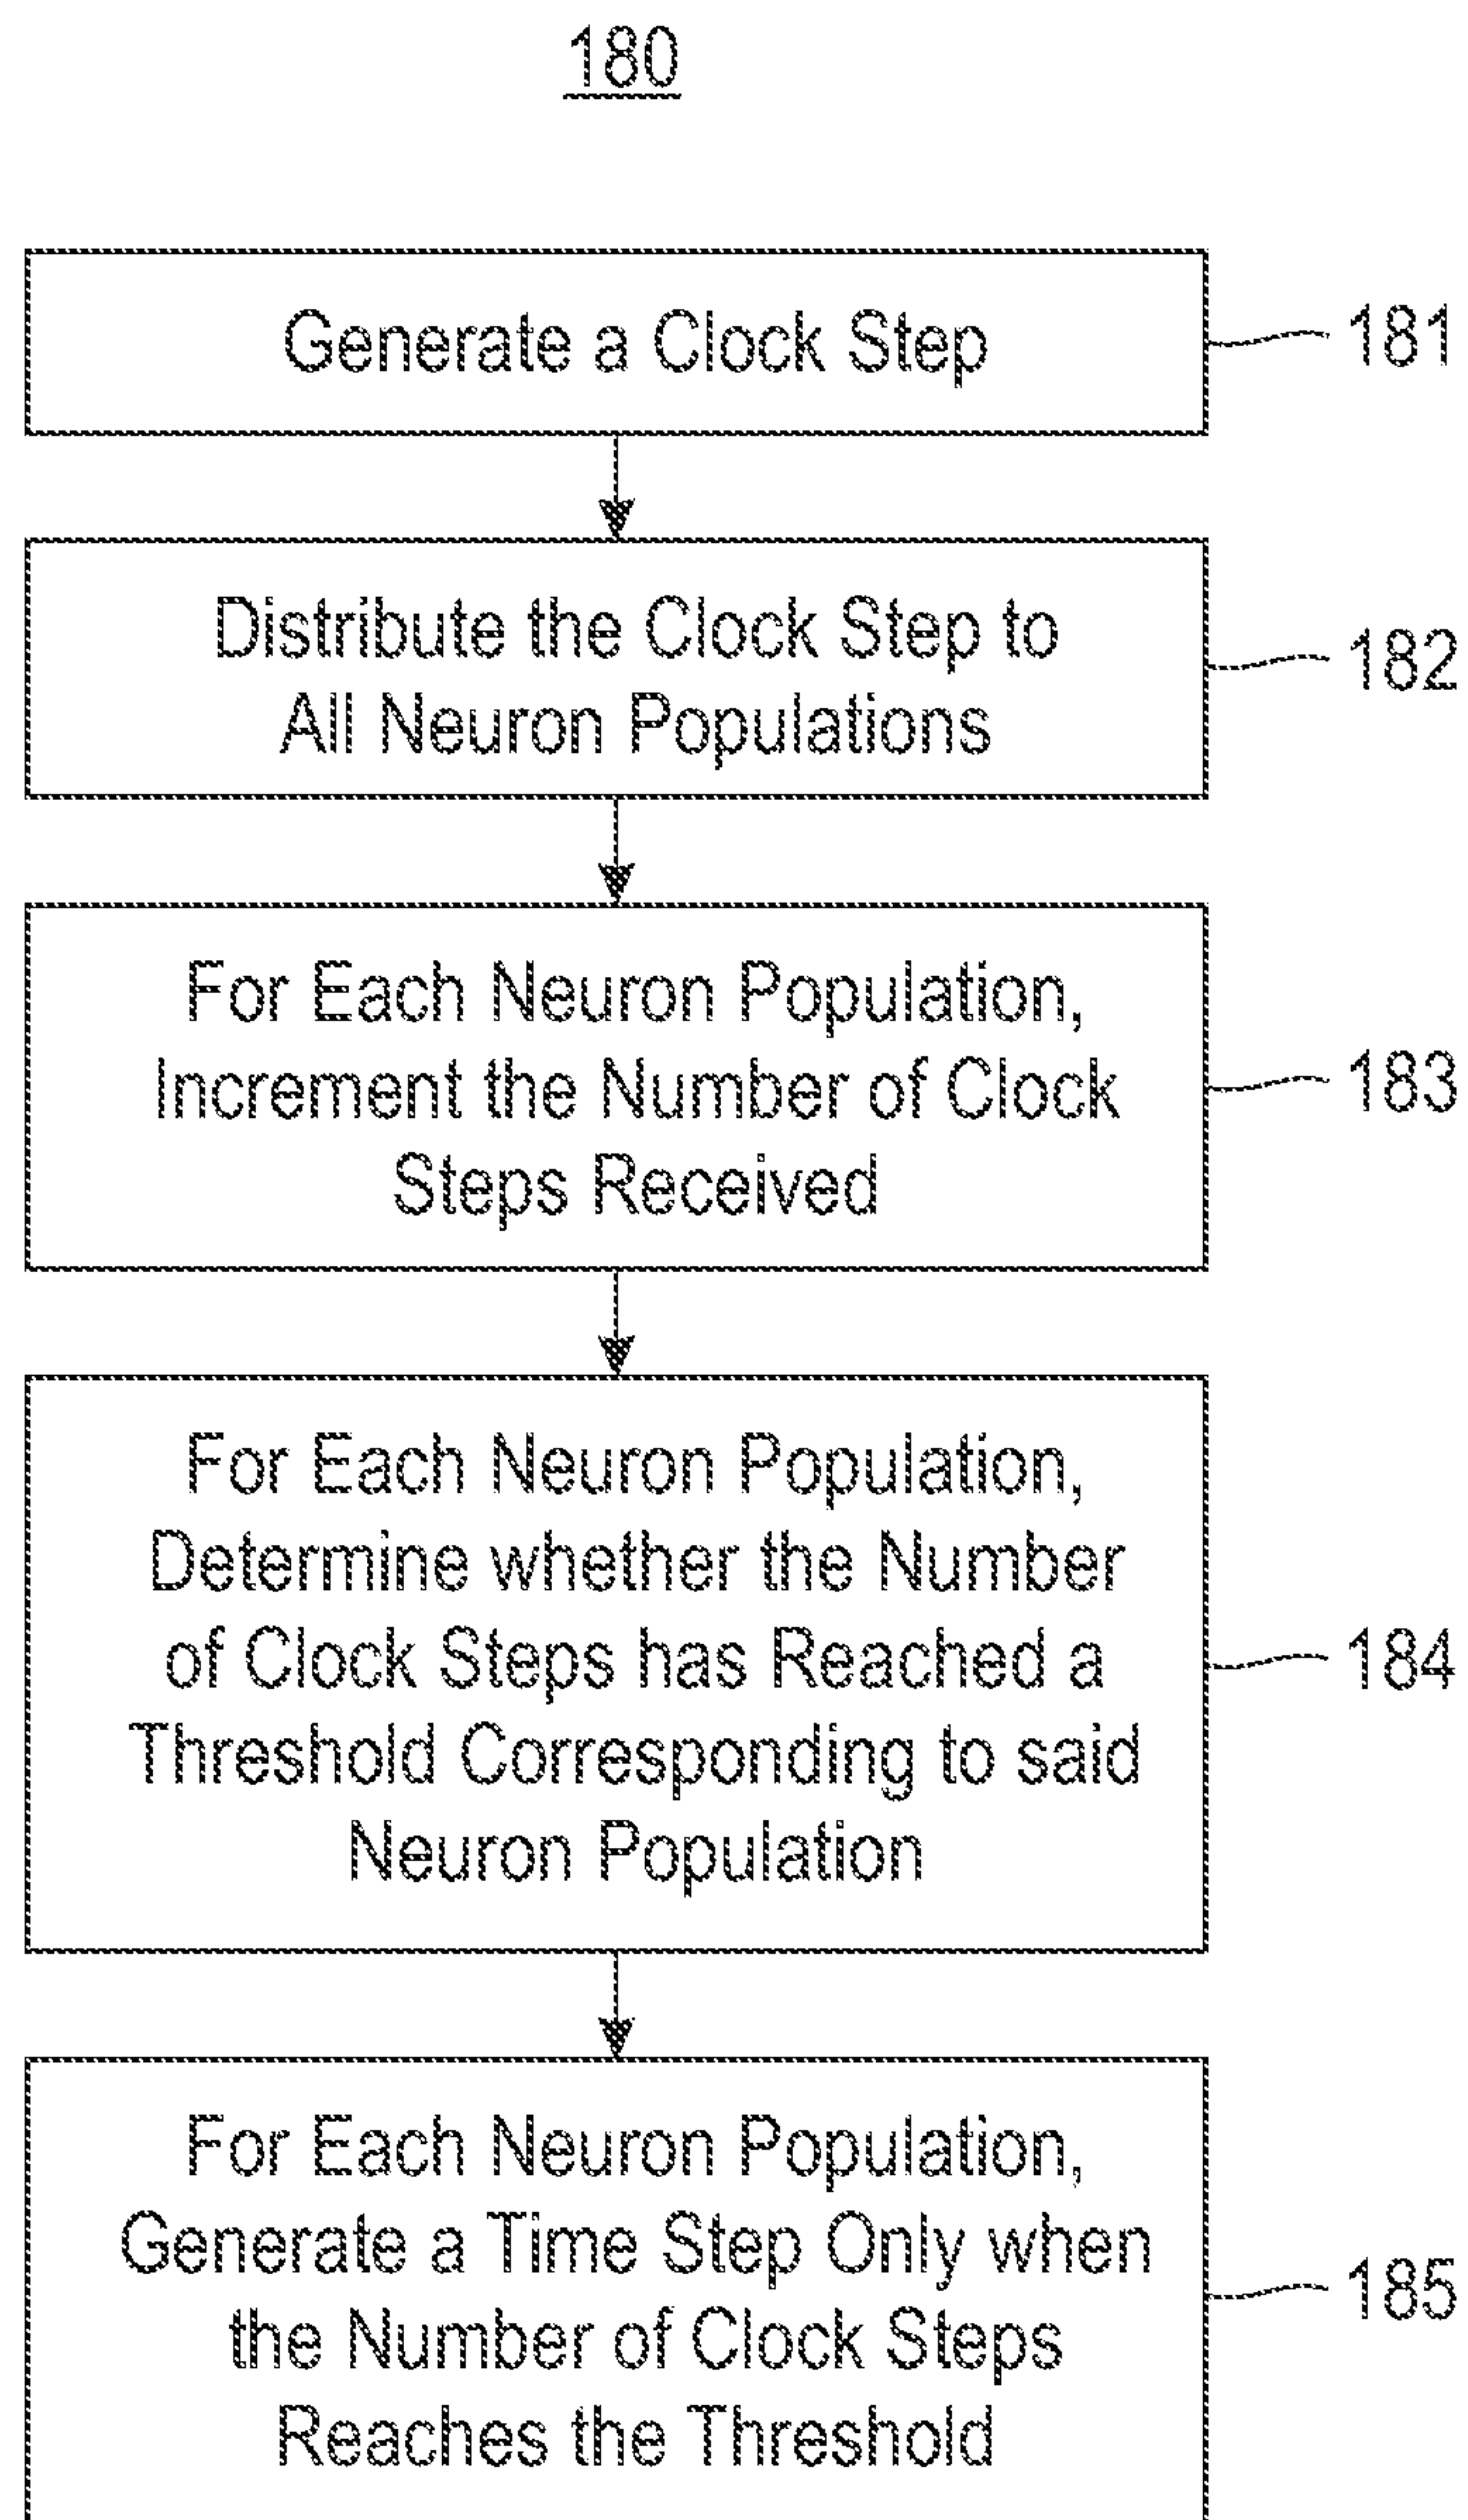 180
Generate a Clock Step
181
Distribute the Clock Step to
All Neuron Populations
182
For Each Neuron Population,
Increment the Number of Clock
Steps Received
183
For Each Neuron Population,
Determine whether the Number
of Clock Steps has Reached a
Threshold Corresponding to said
Neuron Population
184
For Each Neuron Population,
Generate a Time Step Only when
the Number of Clock Steps
Reaches the Threshold
185